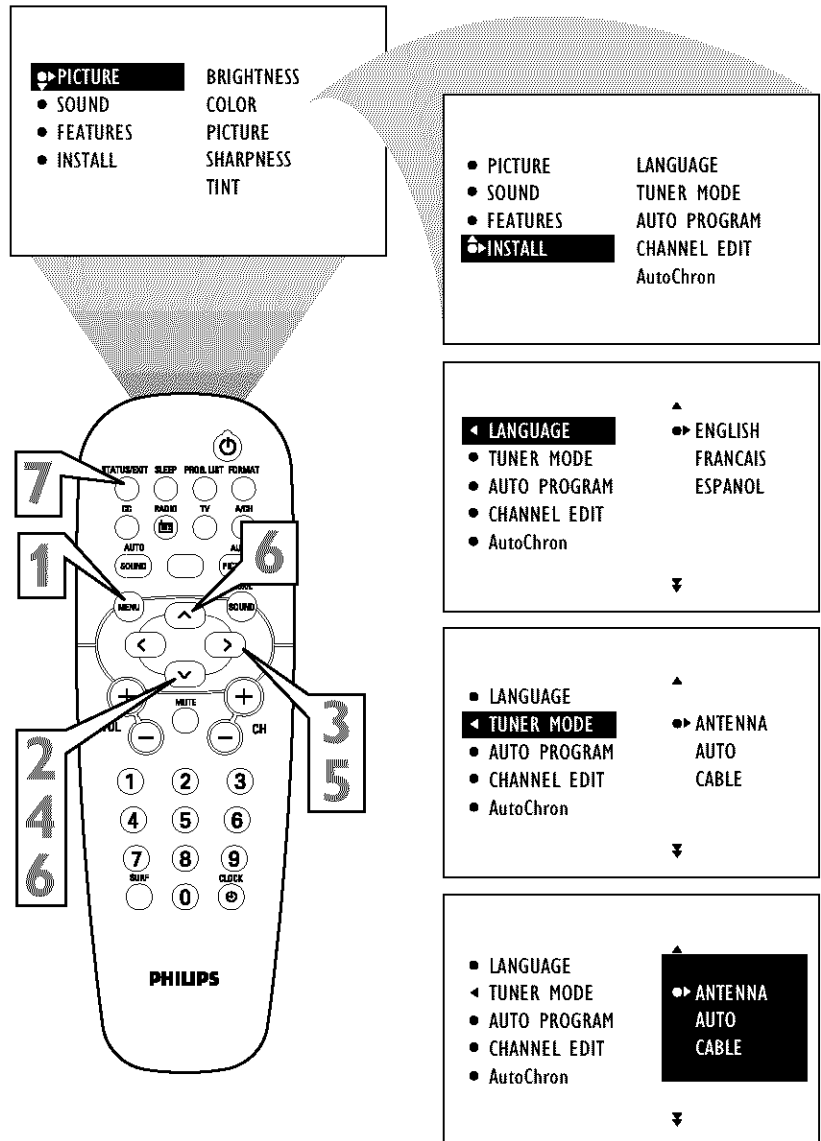 PICTURE BRIGHTNESS
SOUND COLOR
FEATURES PICTURE
INSTALL SHARPNESS
TINT
PICTURE LANGUAGE
SOUND TUNER MODE
FEATURES AUTO PROGRAM
INSTALL CHANNEL EDIT
AutoChron
LANGUAGE ENGLISH
TUNER MODE FRANCAIS
AUTO PROGRAM ESPANOL
CHANNEL EDIT
AutoChron
LANGUAGE
TUNER MODE ANTENNA
AUTO PROGRAM AUTO
CHANNEL EDIT CABLE
AutoChron
LANGUAGE
TUNER MODE ANTENNA
AUTO PROGRAM AUTO
CHANNEL EDIT CABLE
AutoChron
7
STATUS/EXIT SLEEP PROG. LIST FORMAT
CC RADIO TV A/CH
1
AUTO
SOUND
6
MENU SOUND
2
4
6
MUTE
CH
3
5
1 2 3
4 5 6
7 8 9
SURF 0 CLOCK
PHILIPS